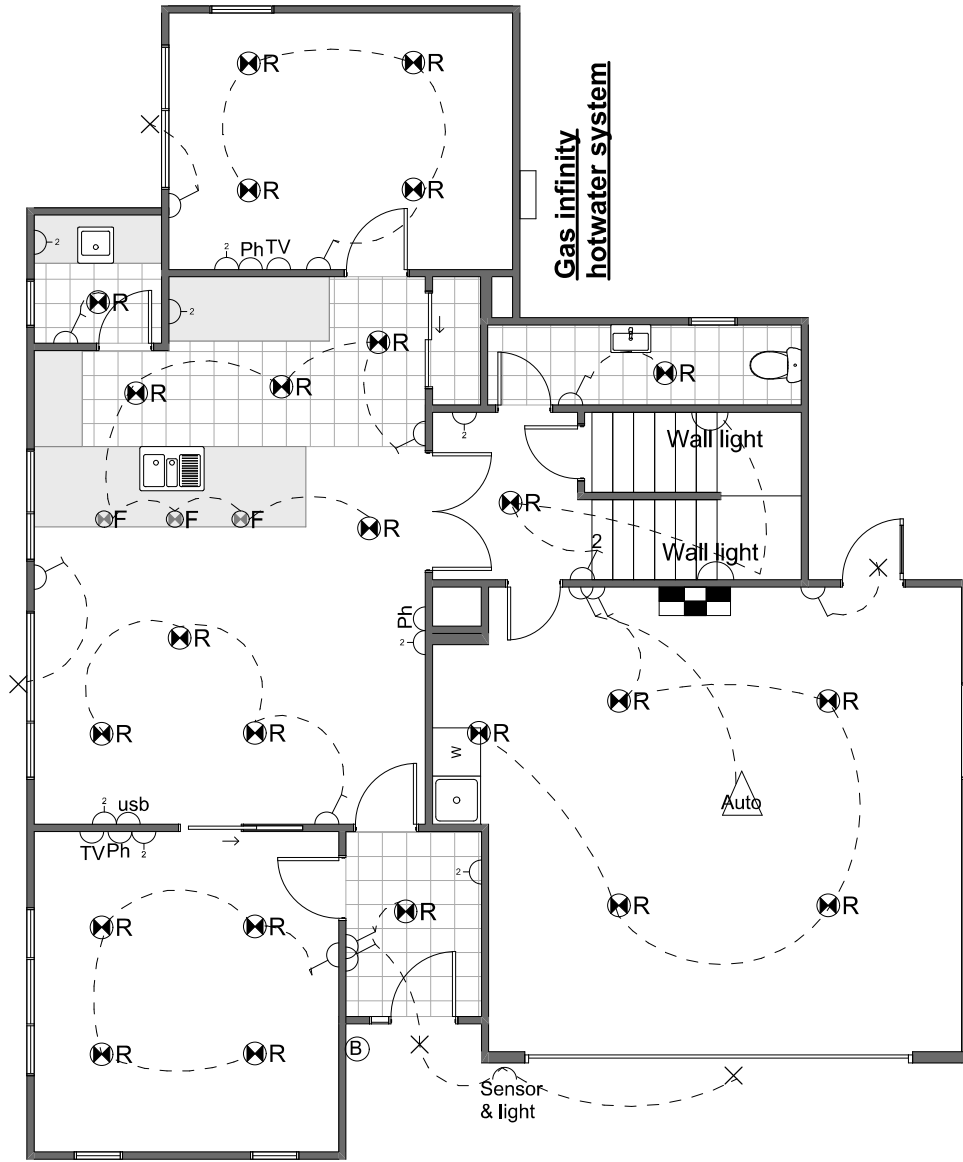 R R
Gas infinity
hotwater system
R R
2
2 Ph TV
R
2
R
R R
R
2
Wall light
R
F F F R
2
Wall light
2
Ph
2
R
R R
R R R
W
Auto
2 usb
TV Ph 2
2
R R R
R R
R R
B
Sensor
& light